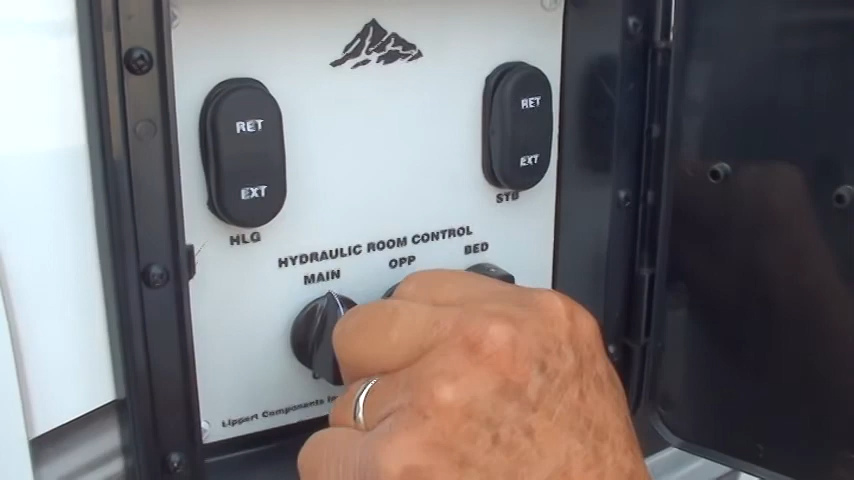 RET
EXT
HLG
RET
EXT
STB
HYDRAULIC ROOM CONTROL
MAIN OPP BED
Lippert Components